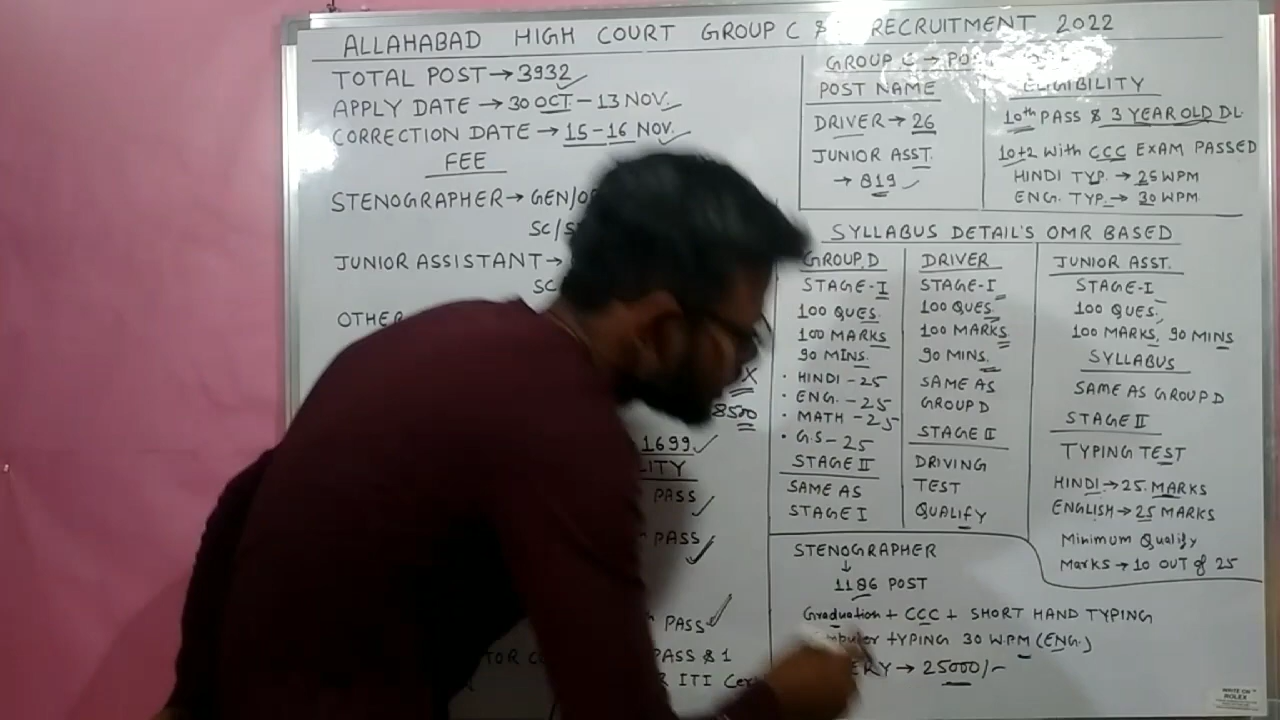 ALLAHABAD HIGH COURT GROUP C & RECRUITMENT 2022
TOTAL POST → 3932
APPLY DATE → 30 OCT - 13 NOV.
CORRECTION DATE → 15-16 NOV.
FEE
STENOGRAPHER → GEN/
SC/
JUNIOR ASSISTANT →
SC
OTHER
8500
1699
PASS
PASS
PASS
PASS & 1
ITI
GROUP C →
POST NAME
ELIGIBILITY
DRIVER → 26
10th PASS & 3 YEAR OLD DL.
JUNIOR ASST.
→ 819
10+2 With CCC EXAM PASSED
HINDI TYP. → 25 WPM
ENG. TYP. → 30 WPM
SYLLABUS DETAIL'S OMR BASED
GROUP.D
STAGE-I
100 QUES.
100 MARKS
90 MINS.
• HINDI - 25
• ENG. - 25
• MATH - 25
• G.S - 25
STAGE II
SAME AS
STAGE I
DRIVER
STAGE-I
100 QUES
100 MARKS
90 MINS.
SAME AS
GROUP D
STAGE II
DRIVING
TEST
QUALIFY
JUNIOR ASST.
STAGE-I
100 QUES.
100 MARKS, 90 MINS
SYLLABUS
SAME AS GROUP D
STAGE II
TYPING TEST
HINDI → 25 MARKS
ENGLISH → 25 MARKS
Minimum Qualify
Marks → 10 OUT of 25
STENOGRAPHER
↓
1186 POST
Graduation + CCC + SHORT HAND TYPING
TYPING 30 WPM (ENG.)
→ 25000/-
WRITE ON
ROLEX